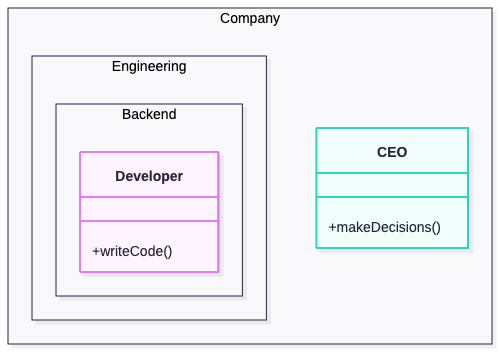 Company
Engineering
Backend
Developer
+writeCode()
CEO
+makeDecisions()